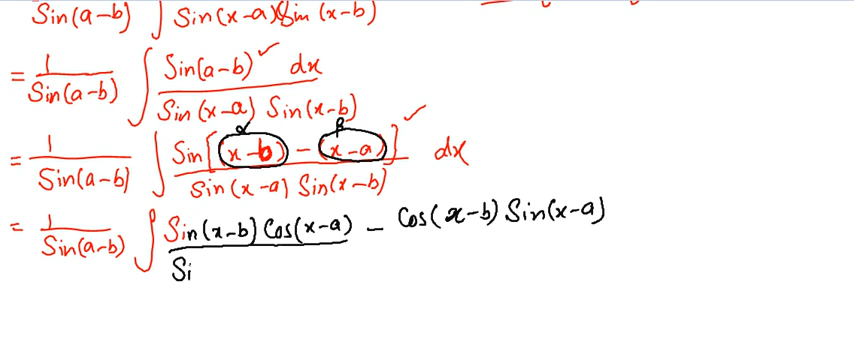 Sin(a-b) ∫ Sin(x-a) Sin(x-b)
= 1/Sin(a-b) ∫ Sin(a-b) ✓ dx / Sin(x-a) Sin(x-b)
α β
= 1/Sin(a-b) ∫ Sin[(x-b) - (x-a)] ✓ / Sin(x-a) Sin(x-b) dx
= 1/Sin(a-b) ∫ Sin(x-b) Cos(x-a) - Cos(x-b) Sin(x-a) / Si